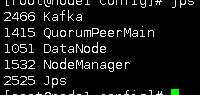 [root@node1 config]# jps
2466 Kafka
1415 QuorumPeerMain
1051 DataNode
1532 NodeManager
2525 Jps
[root@node1 config]#